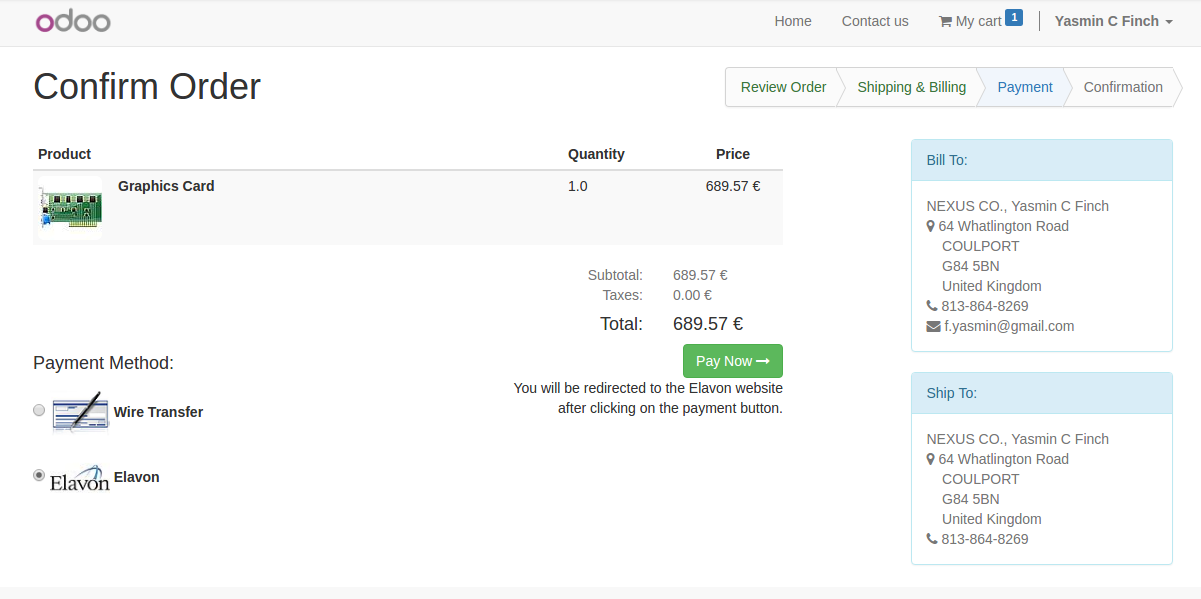 odoo
Home Contact us My cart 1 Yasmin C Finch
Confirm Order
Review Order Shipping & Billing Payment Confirmation
Product Quantity Price
Graphics Card 1.0 689.57 €
Subtotal: 689.57 €
Taxes: 0.00 €
Total: 689.57 €
Pay Now
You will be redirected to the Elavon website
after clicking on the payment button.
Payment Method:
Wire Transfer
Elavon Elavon
Bill To:
NEXUS CO., Yasmin C Finch
64 Whatlington Road
COULPORT
G84 5BN
United Kingdom
813-864-8269
f.yasmin@gmail.com
Ship To:
NEXUS CO., Yasmin C Finch
64 Whatlington Road
COULPORT
G84 5BN
United Kingdom
813-864-8269